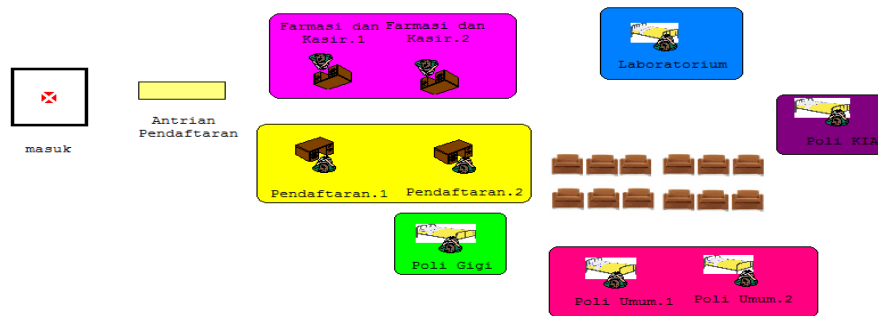 Farmasi dan
Kasir.1
Farmasi dan
Kasir.2
Laboratorium
masuk
Antrian
Pendaftaran
Poli KIA
Pendaftaran.1
Pendaftaran.2
Poli Gigi
Poli Umum.1
Poli Umum.2